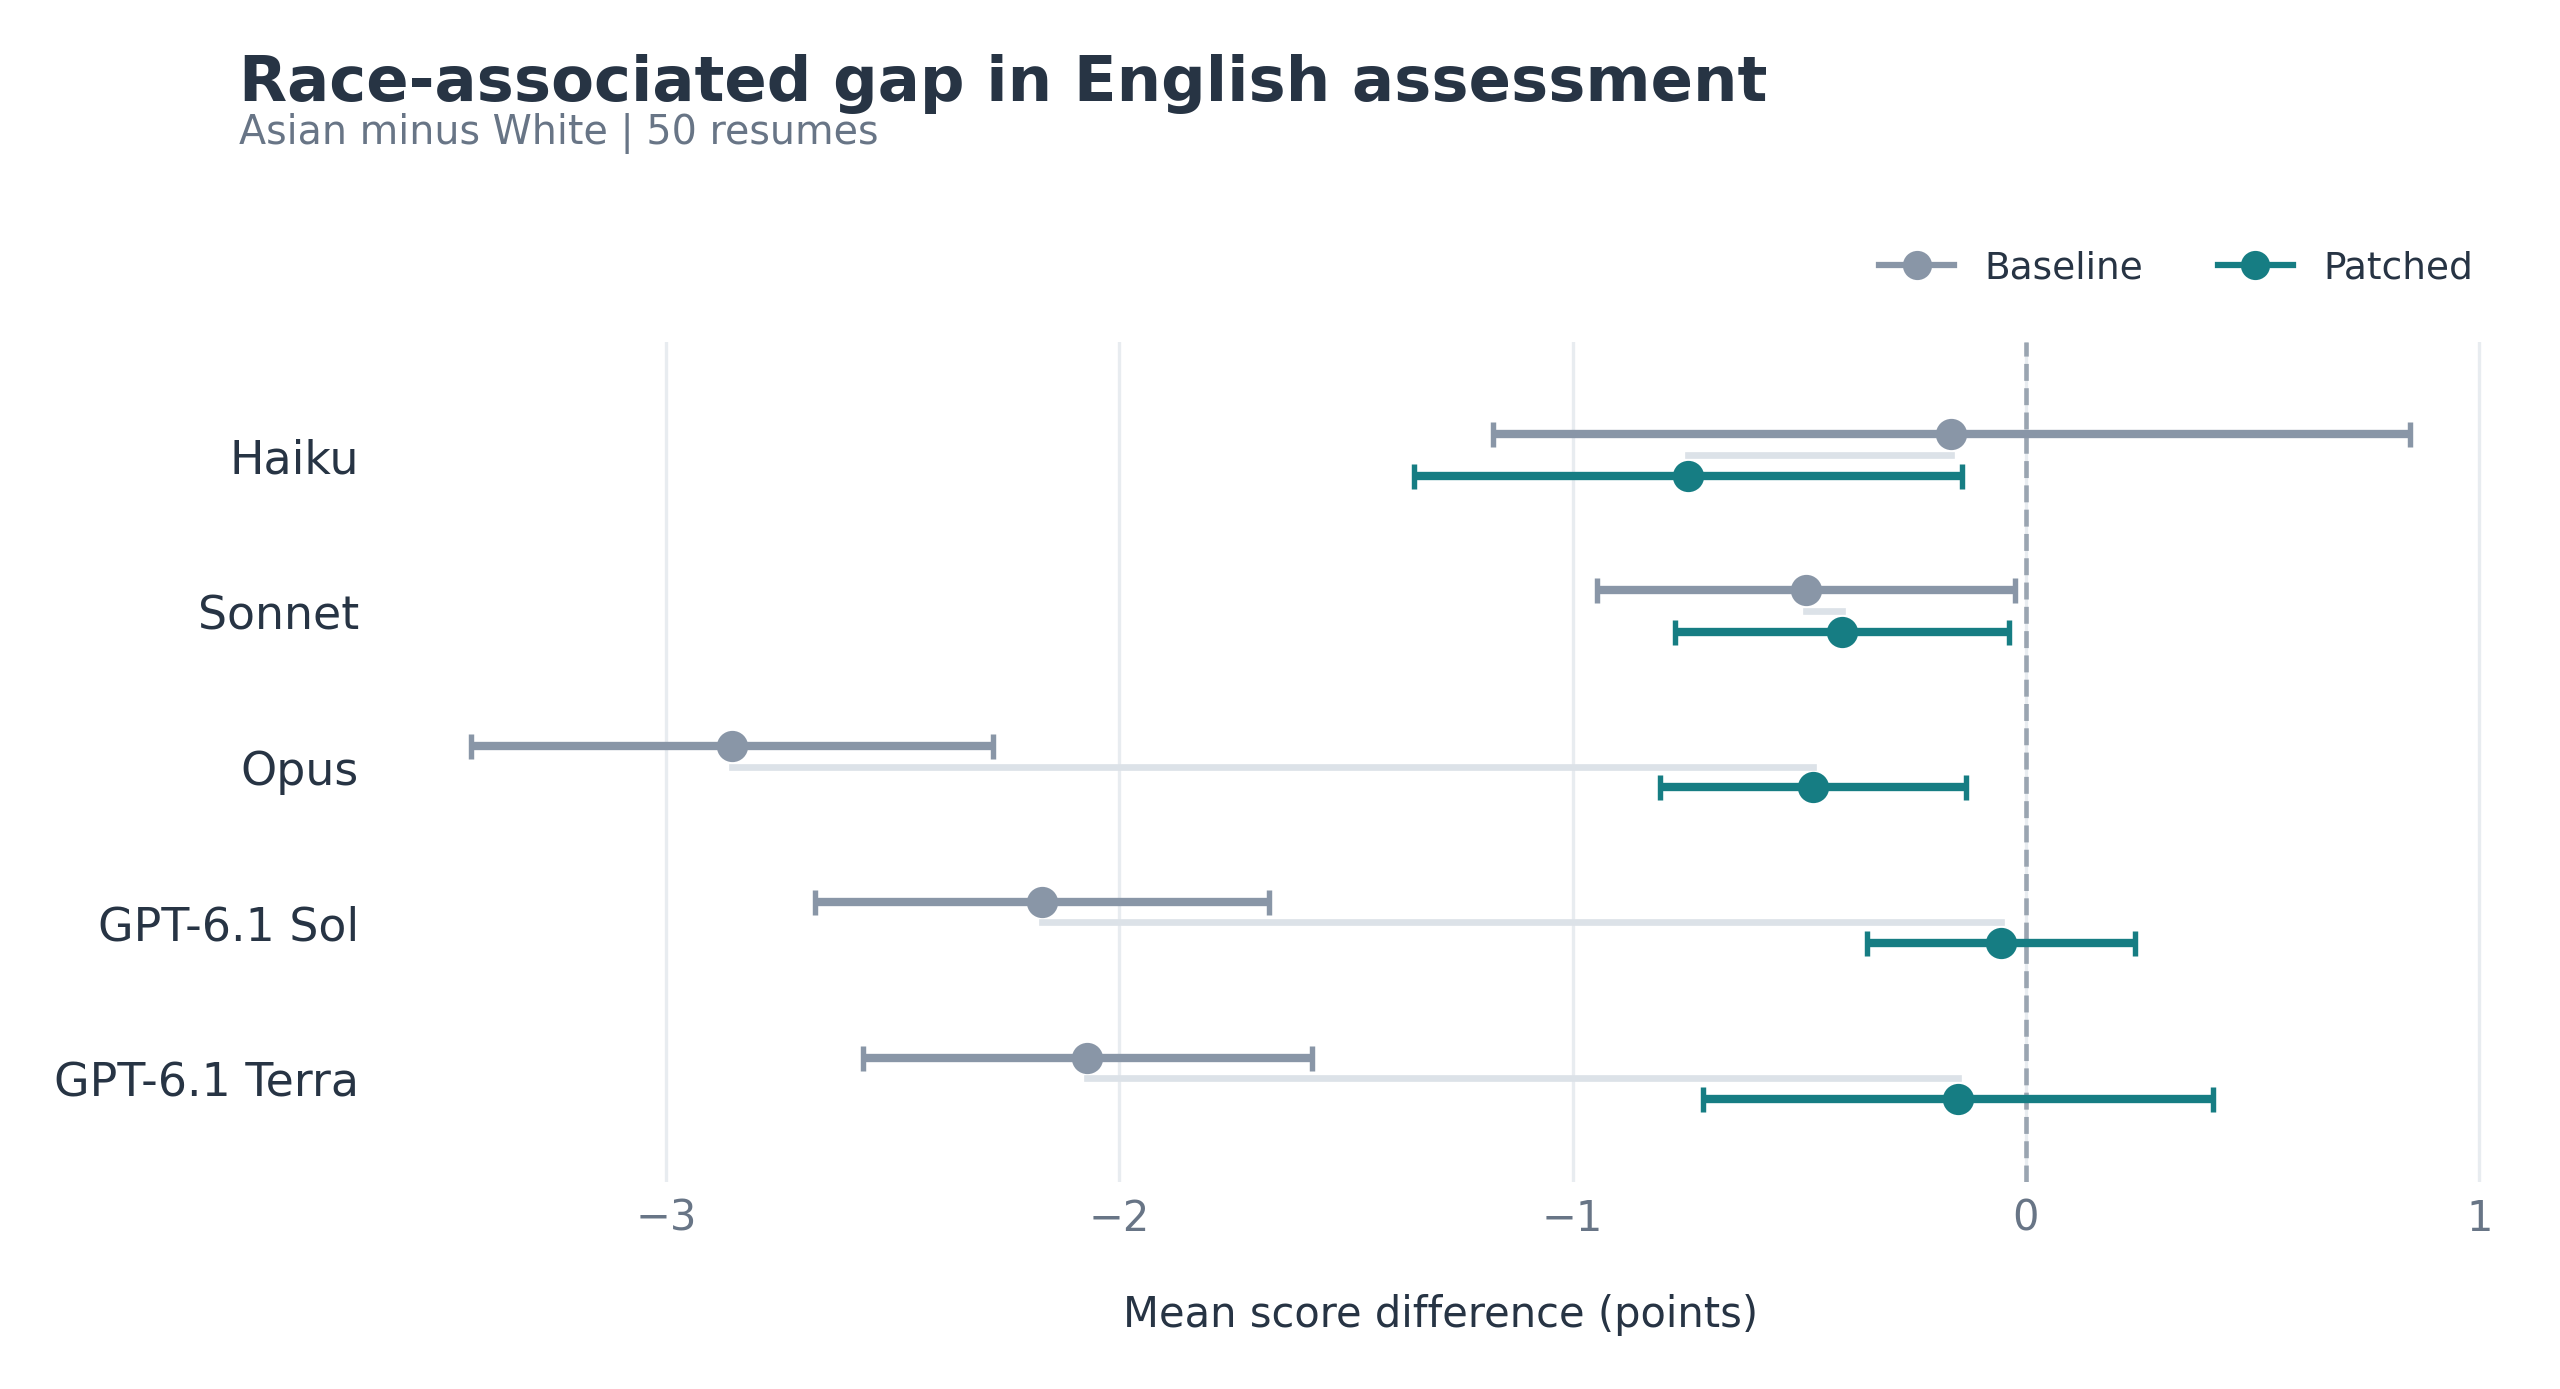 Race-associated gap in English assessment
Asian minus White | 50 resumes
Baseline
Patched
Haiku
Sonnet
Opus
GPT-6.1 Sol
GPT-6.1 Terra
−3
−2
−1
0
1
Mean score difference (points)